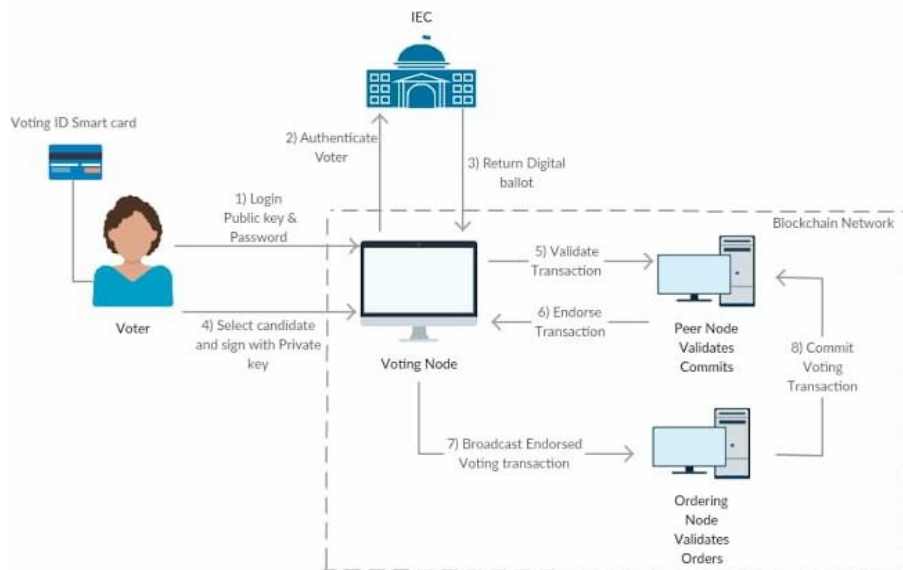 IEC
Voting ID Smart card
2) Authenticate
Voter
3) Return Digital
ballot
1) Login
Public key &
Password
Blockchain Network
5) Validate
Transaction
6) Endorse
Transaction
Voter
4) Select candidate
and sign with Private
key
Voting Node
Peer Node
Validates
Commits
8) Commit
Voting
Transaction
7) Broadcast Endorsed
Voting transaction
Ordering
Node
Validates
Orders